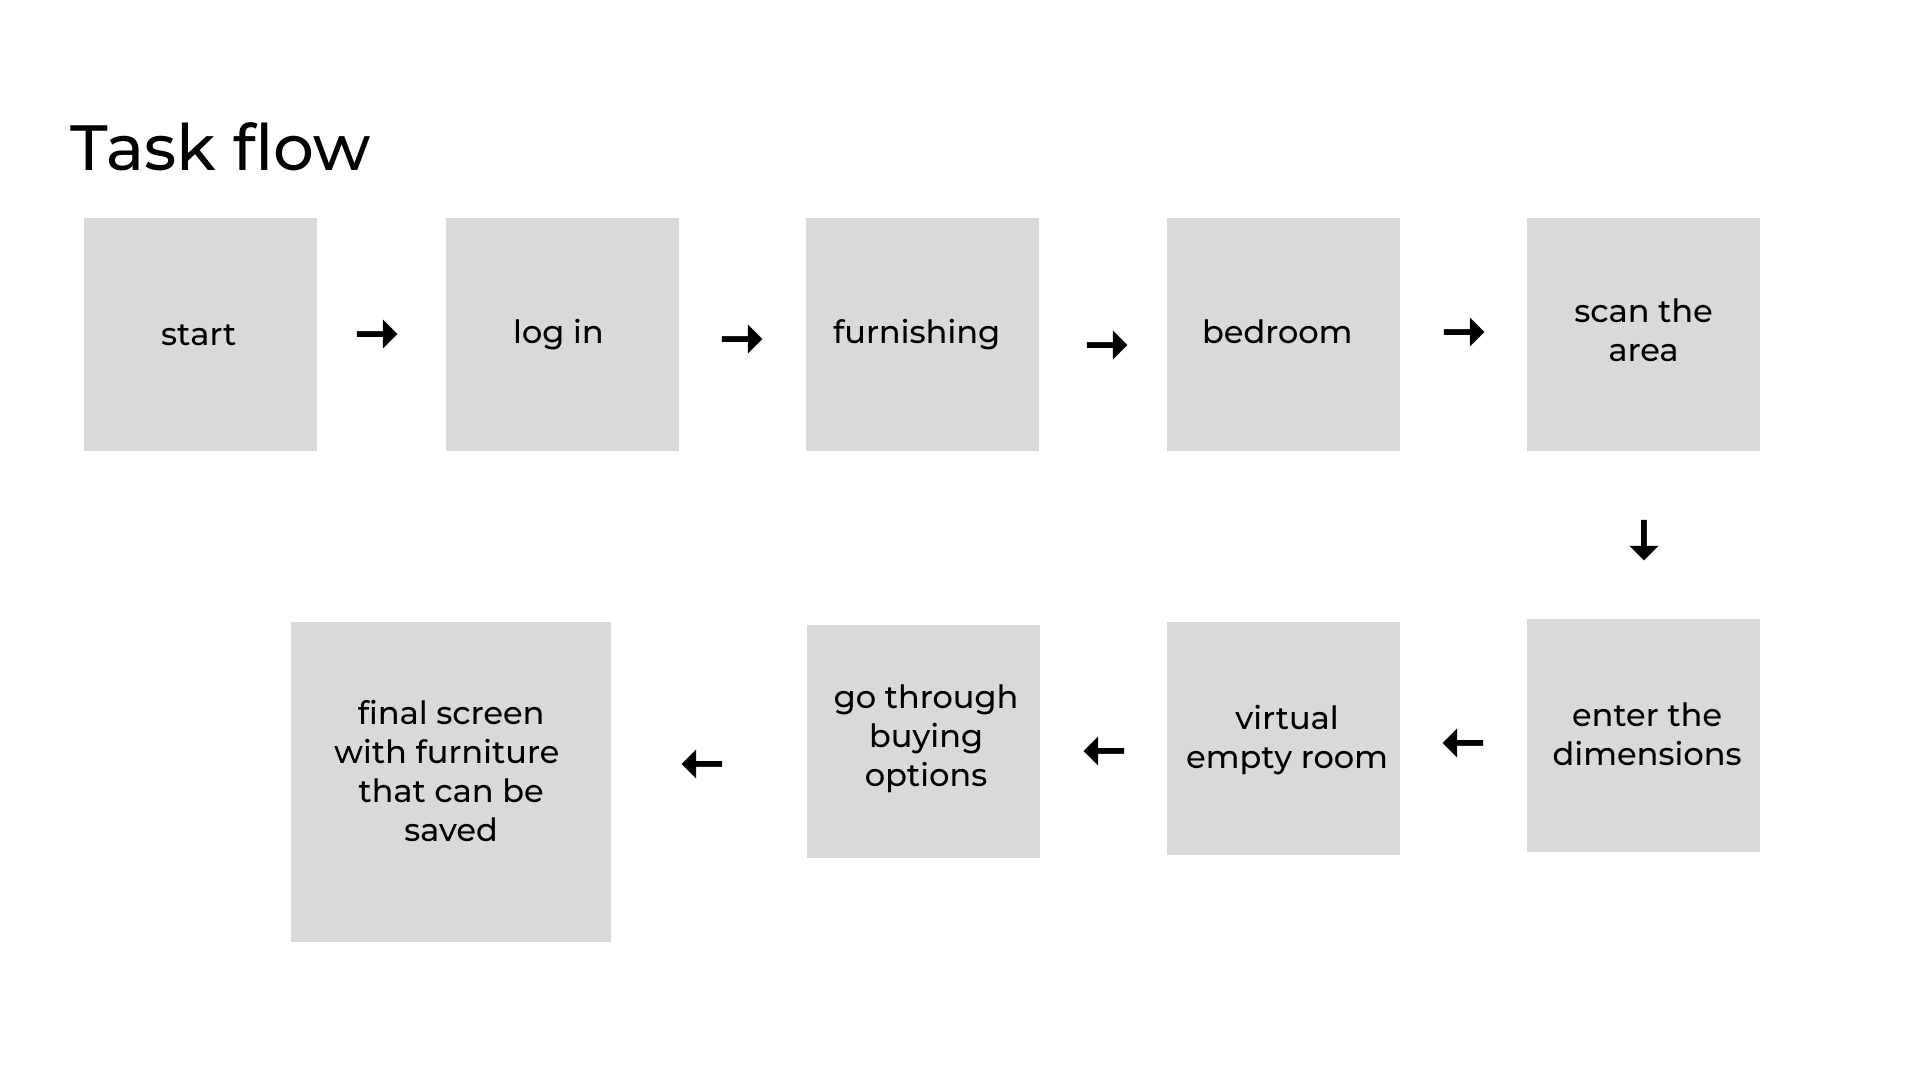 Task flow
start
log in
furnishing
bedroom
scan the
area
enter the
dimensions
virtual
empty room
go through
buying
options
final screen
with furniture
that can be
saved